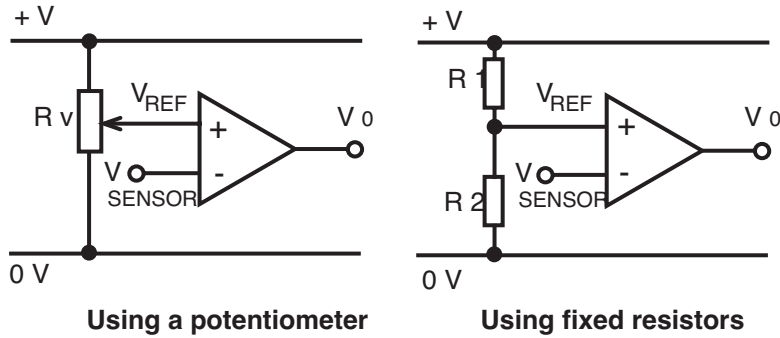 + V
R v
V REF
+
-
V SENSOR
V 0
0 V
Using a potentiometer
+ V
R 1
R 2
V REF
+
-
V SENSOR
V 0
0 V
Using fixed resistors